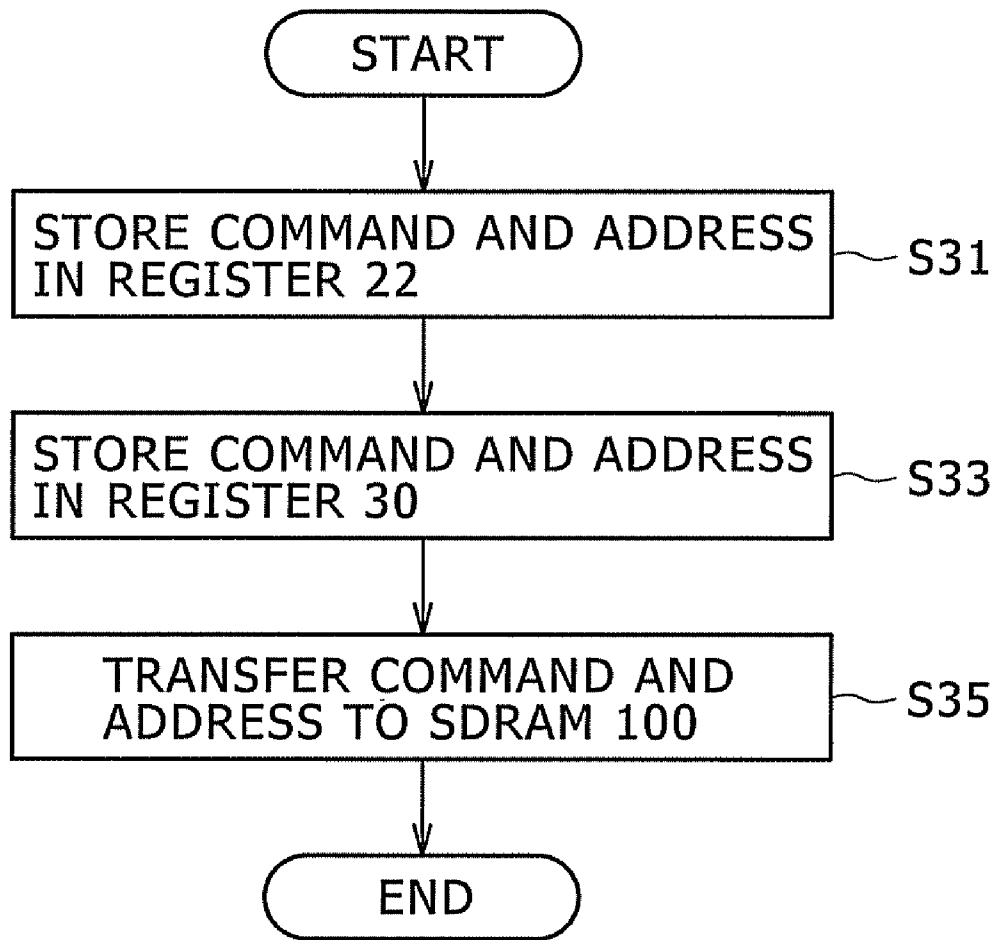 START
STORE COMMAND AND ADDRESS
IN REGISTER 22
S31
STORE COMMAND AND ADDRESS
IN REGISTER 30
S33
TRANSFER COMMAND AND
ADDRESS TO SDRAM 100
S35
END